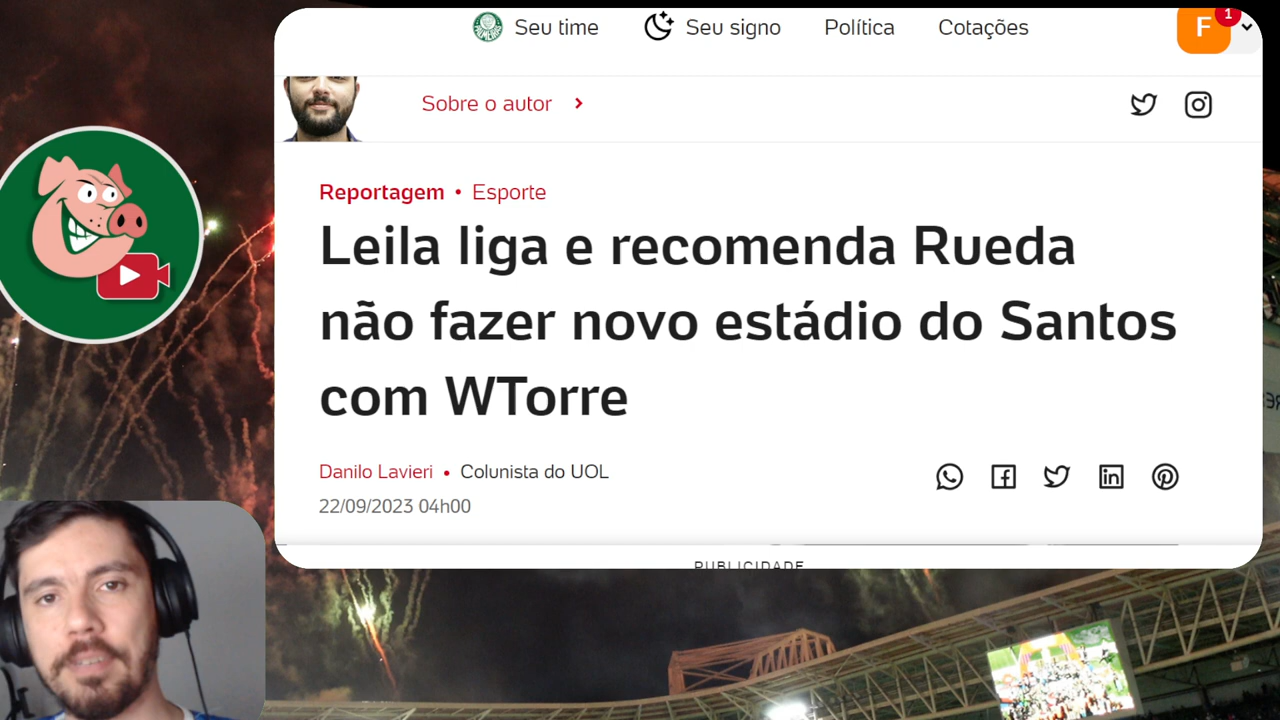 Seu time
Seu signo
Política
Cotações
F
1
Sobre o autor
Reportagem • Esporte
Leila liga e recomenda Rueda
não fazer novo estádio do Santos
com WTorre
Danilo Lavieri • Colunista do UOL
22/09/2023 04h00
PUBLICIDADE